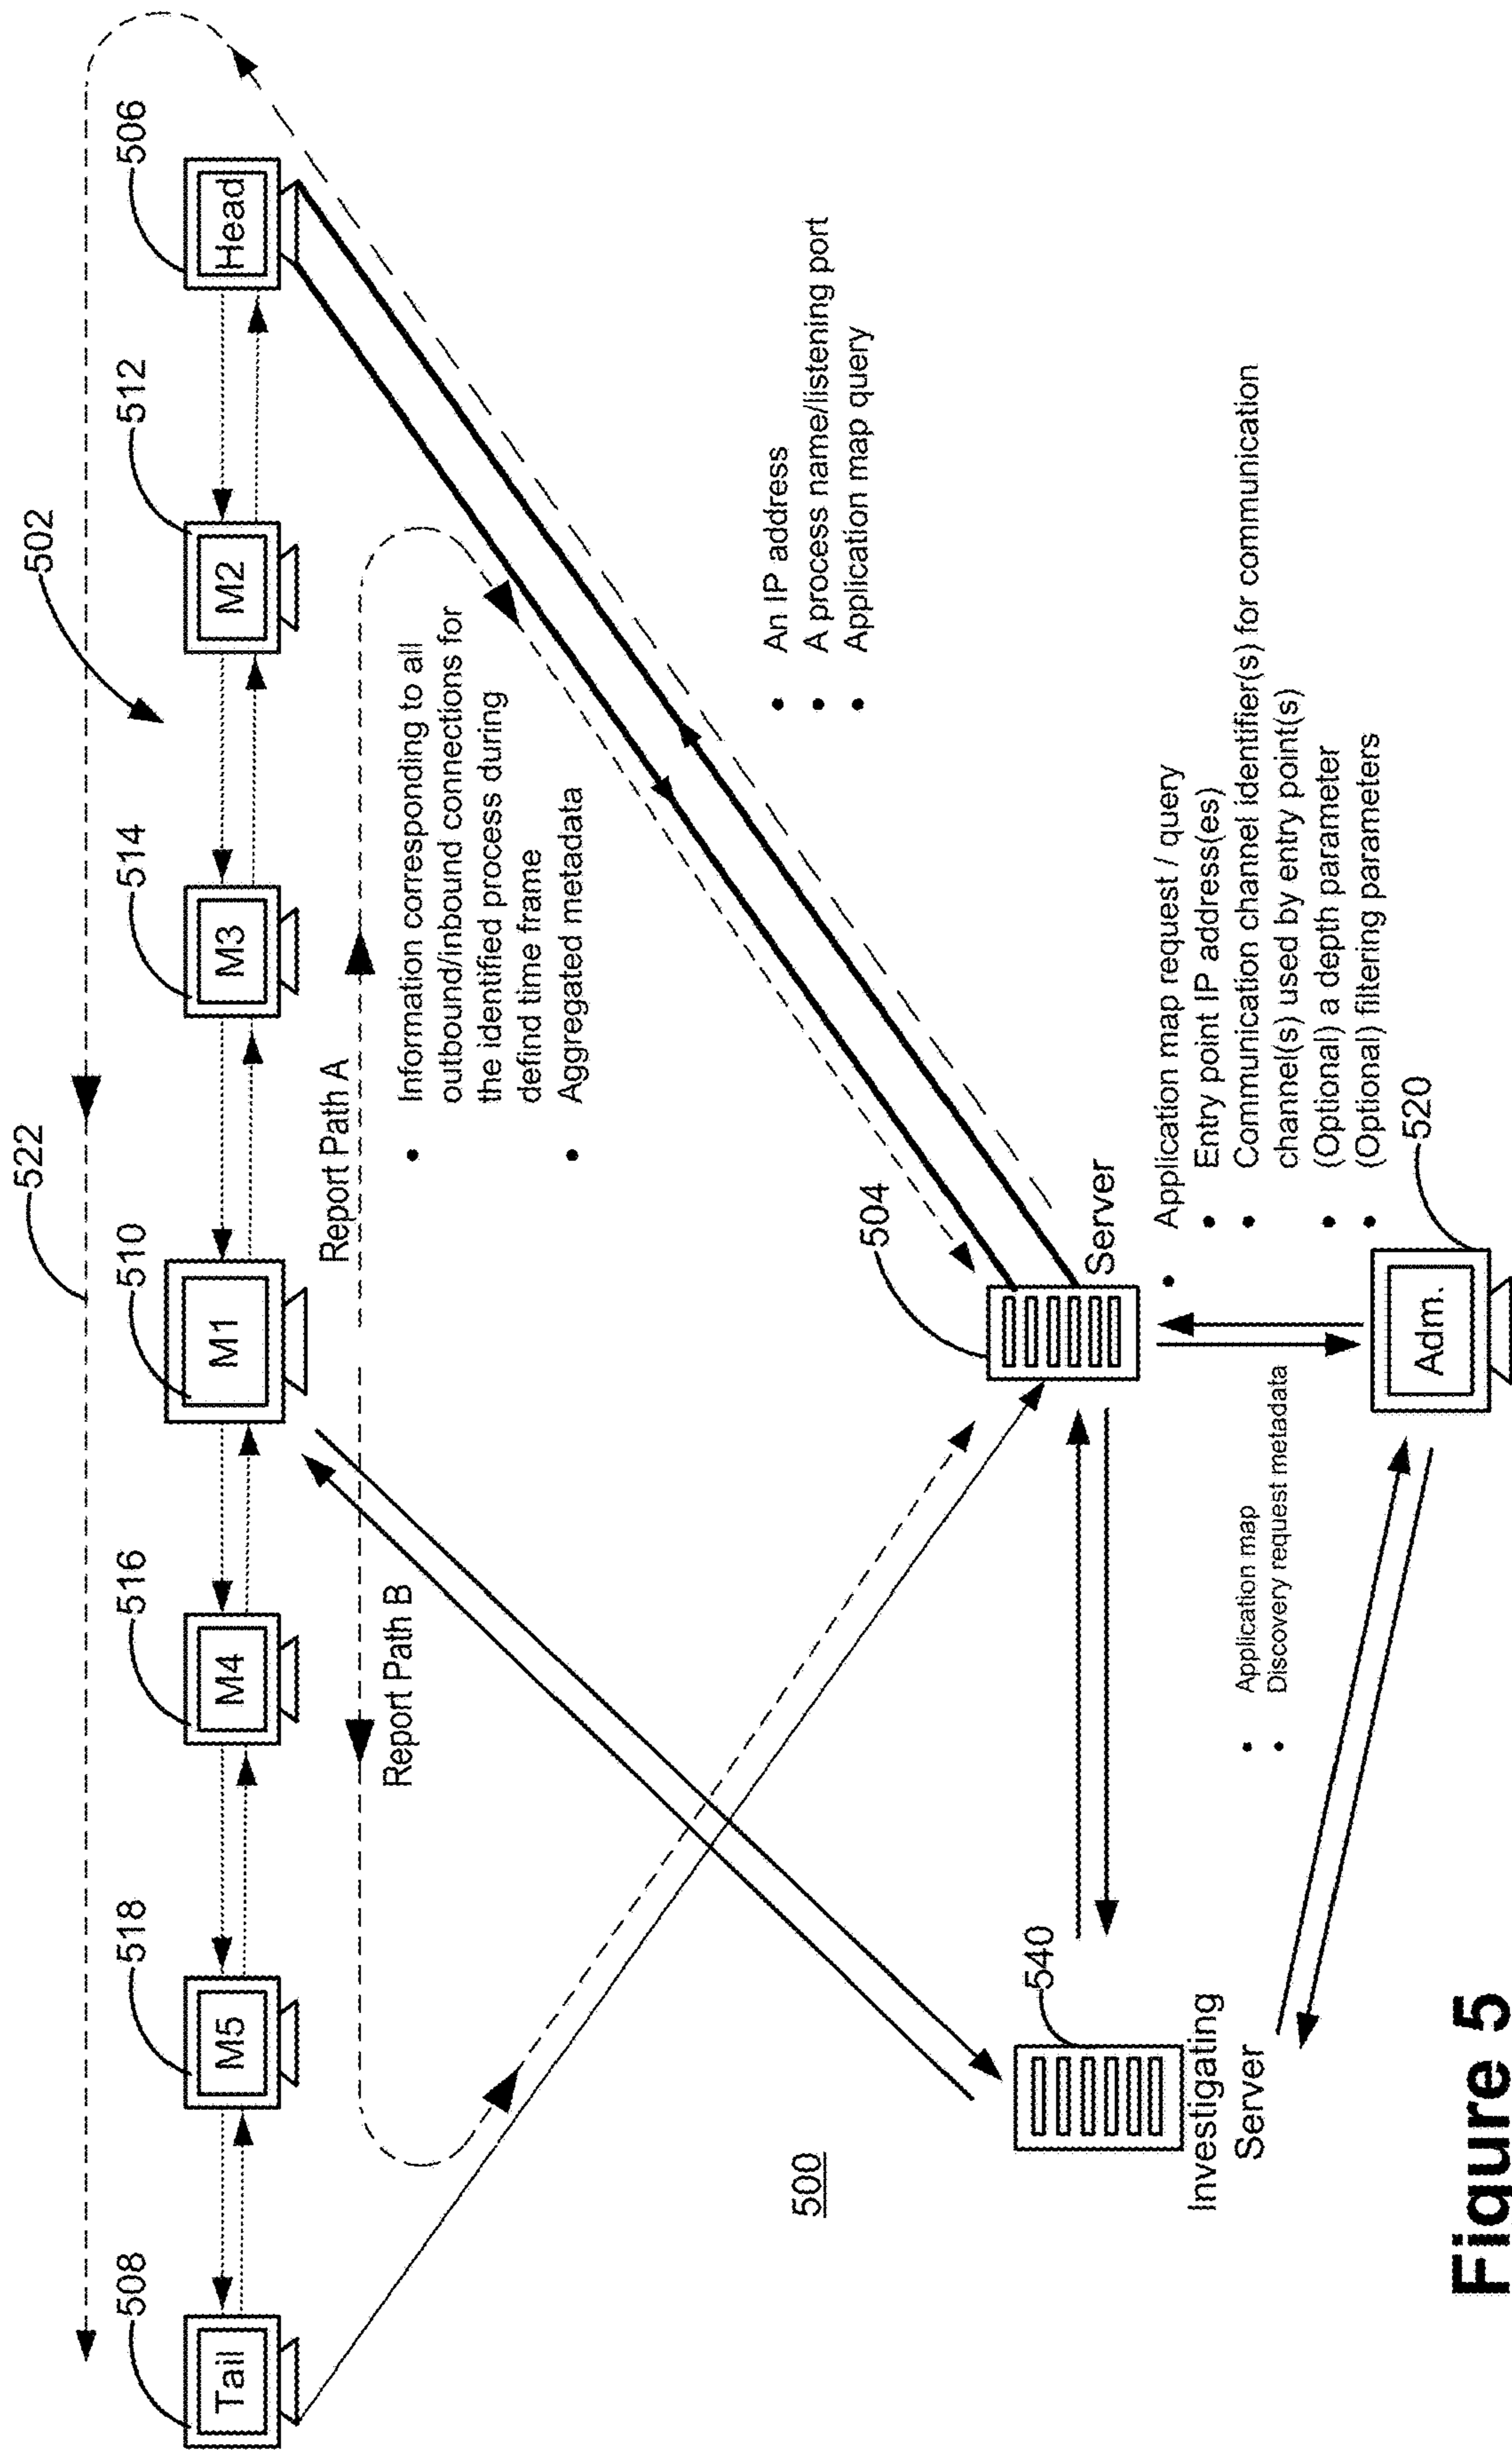 502
522
508
518
516
510
514
512
506
Tail
M5
M4
M1
M3
M2
Head
Report Path B
Report Path A
• Information corresponding to all
outbound/inbound connections for
the identified process during
defind time frame
• Aggregated metadata
• An IP address
• A process name/listening port
• Application map query
500
504
Server
540
Investigating
Server
• Application map request / query
• Entry point IP address(es)
• Communication channel identifier(s) for communication
channel(s) used by entry point(s)
• (Optional) a depth parameter
• (Optional) filtering parameters
• Application map
• Discovery request metadata
520
Adm.
Figure 5